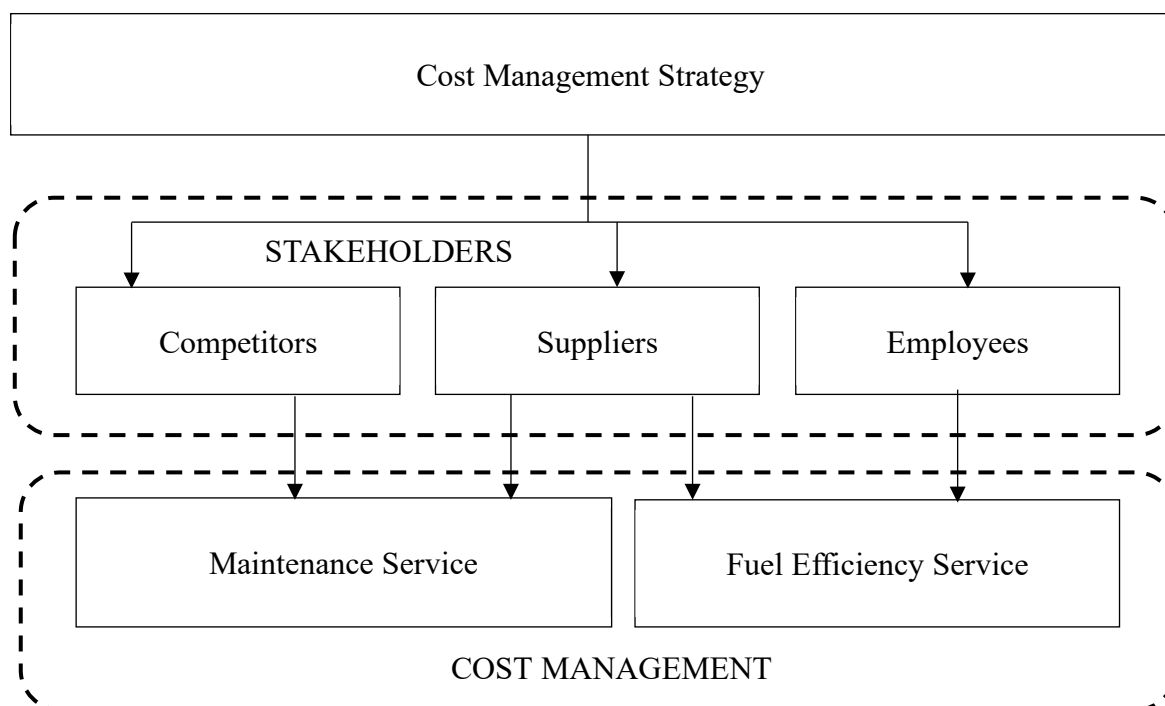 Cost Management Strategy
STAKEHOLDERS
Competitors
Suppliers
Employees
Maintenance Service
Fuel Efficiency Service
COST MANAGEMENT